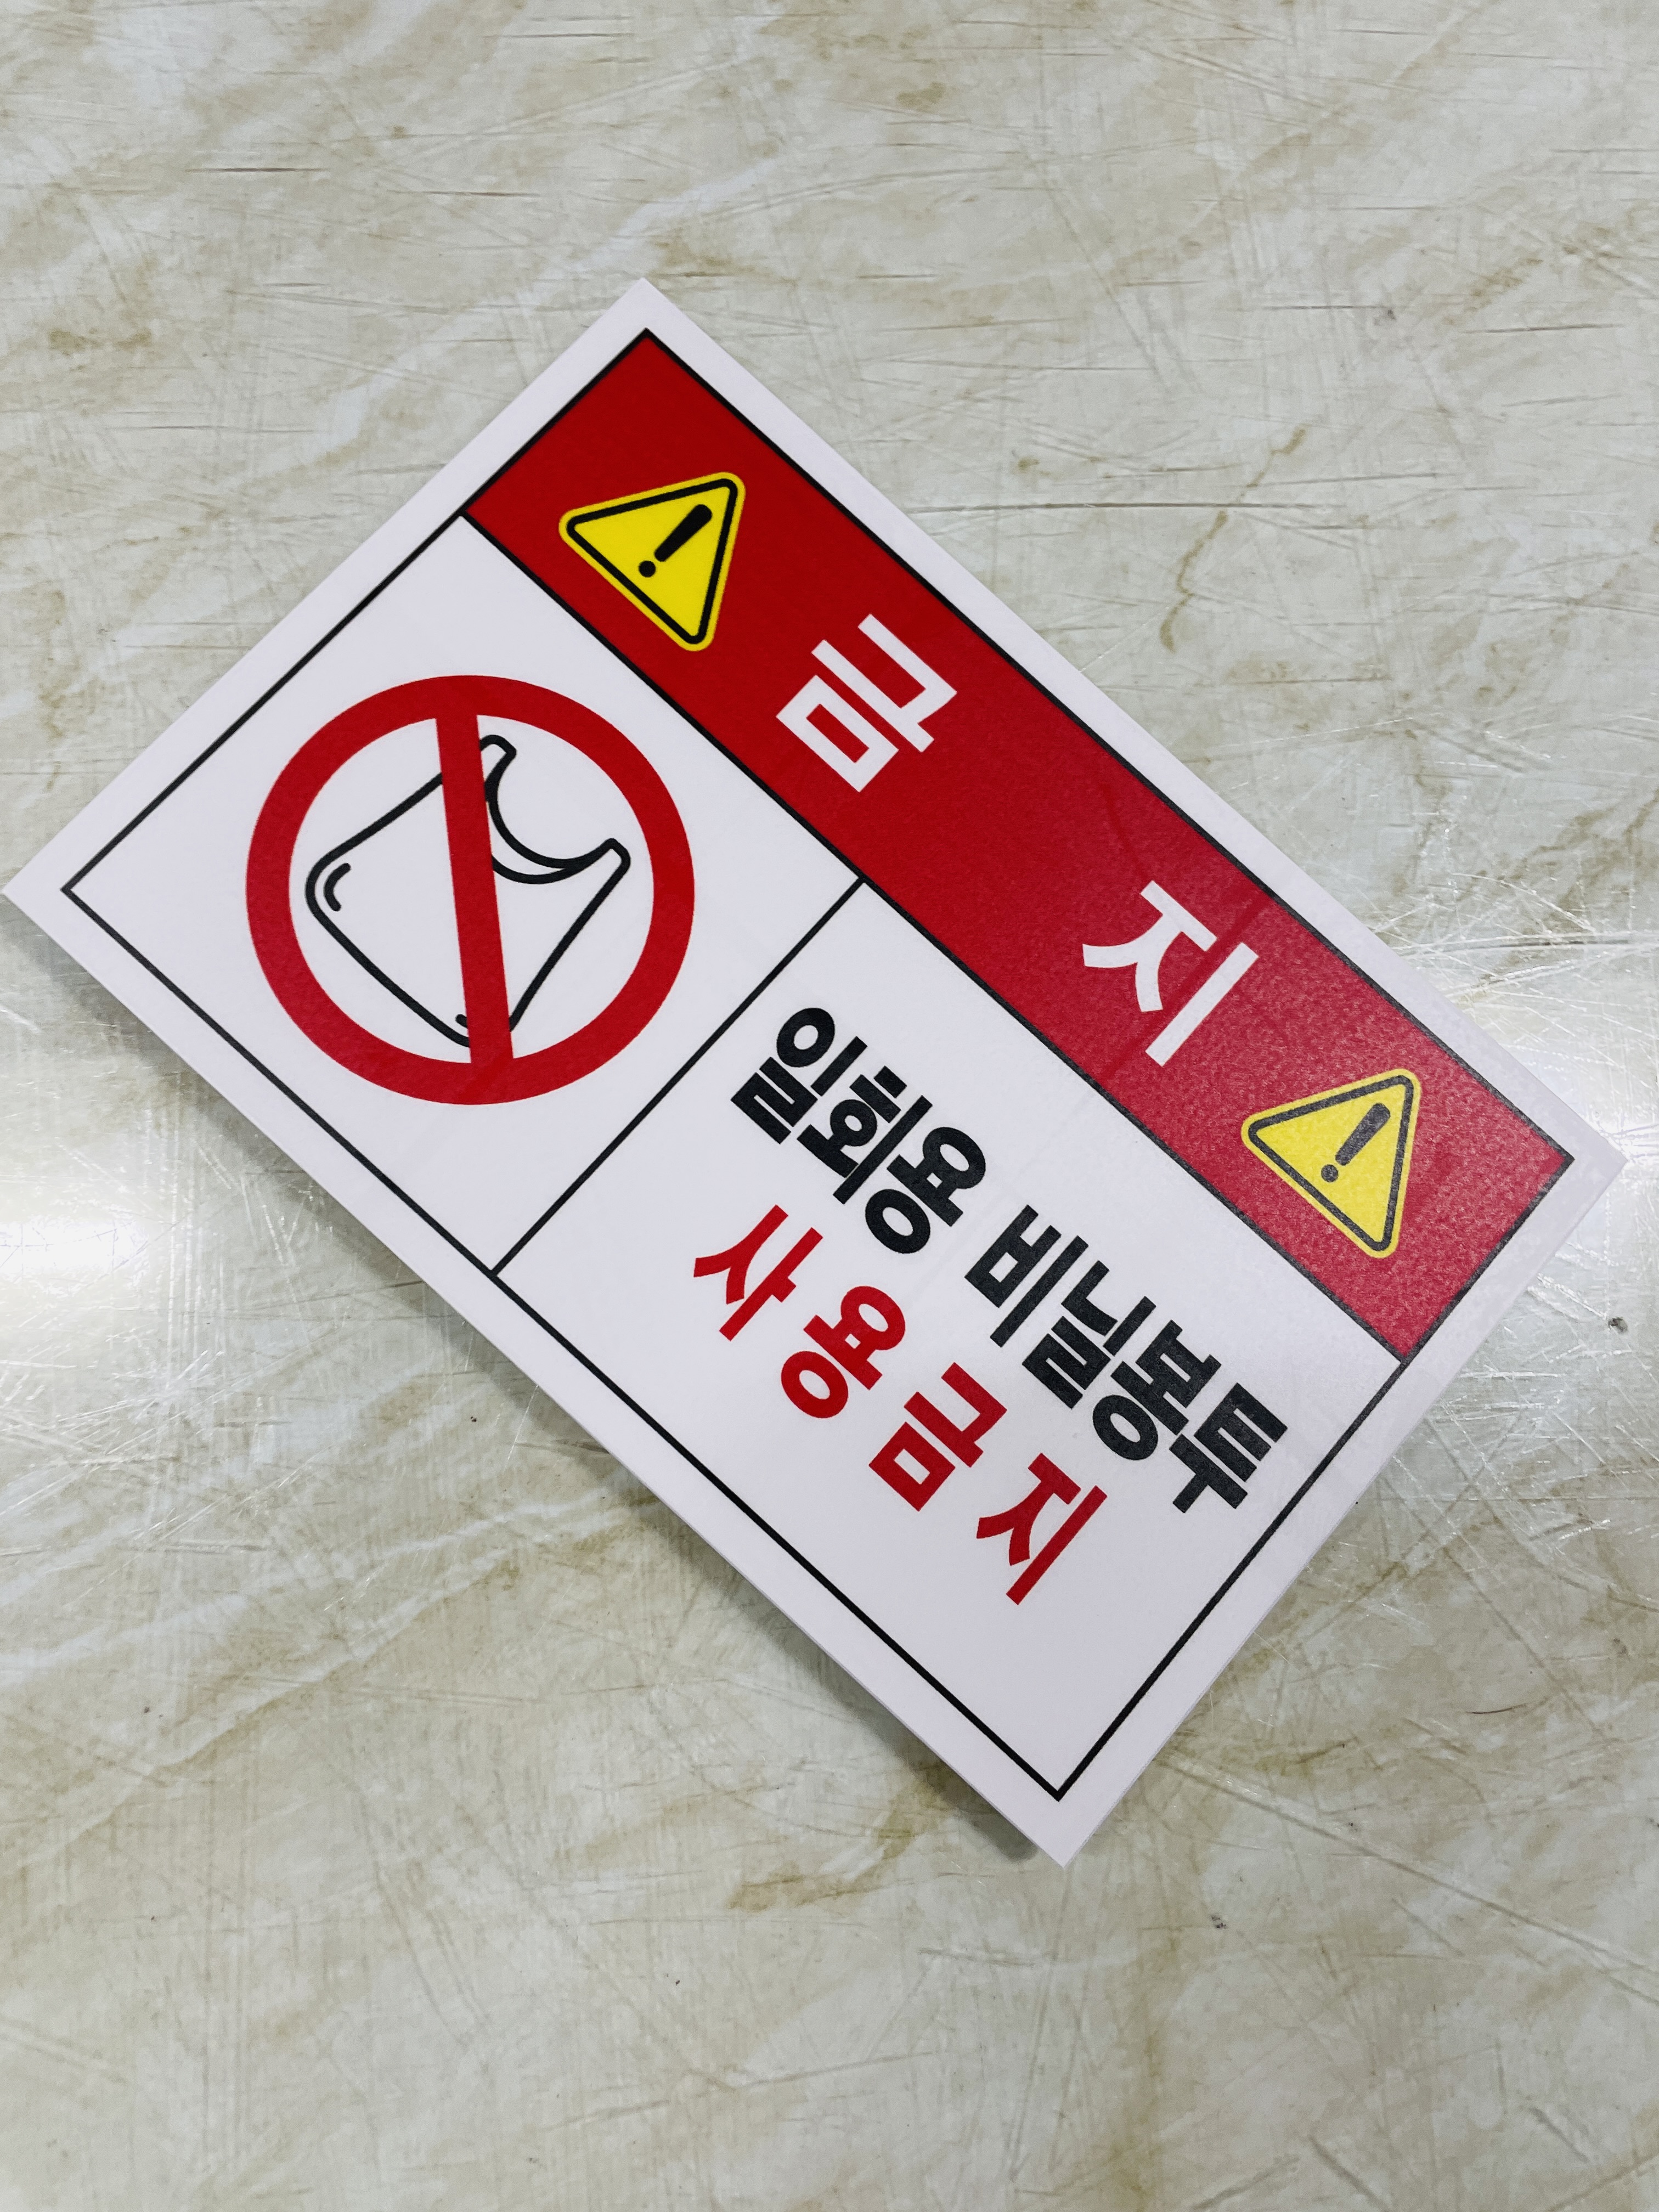 금 지
일회용 비닐봉투
사용금지